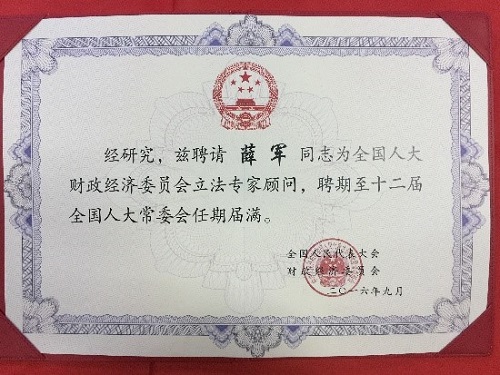 经研究，兹聘请 薛军 同志为全国人大
财政经济委员会立法专家顾问，聘期至十二届
全国人大常委会任期届满。
全国人民代表大会
财政经济委员会
二〇一六年九月